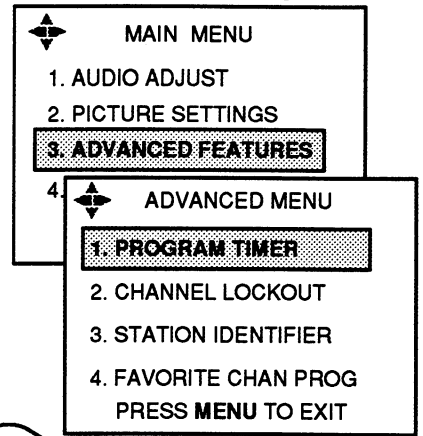 MAIN MENU
1. AUDIO ADJUST
2. PICTURE SETTINGS
3. ADVANCED FEATURES
4.
ADVANCED MENU
1. PROGRAM TIMER
2. CHANNEL LOCKOUT
3. STATION IDENTIFIER
4. FAVORITE CHAN PROG
PRESS MENU TO EXIT